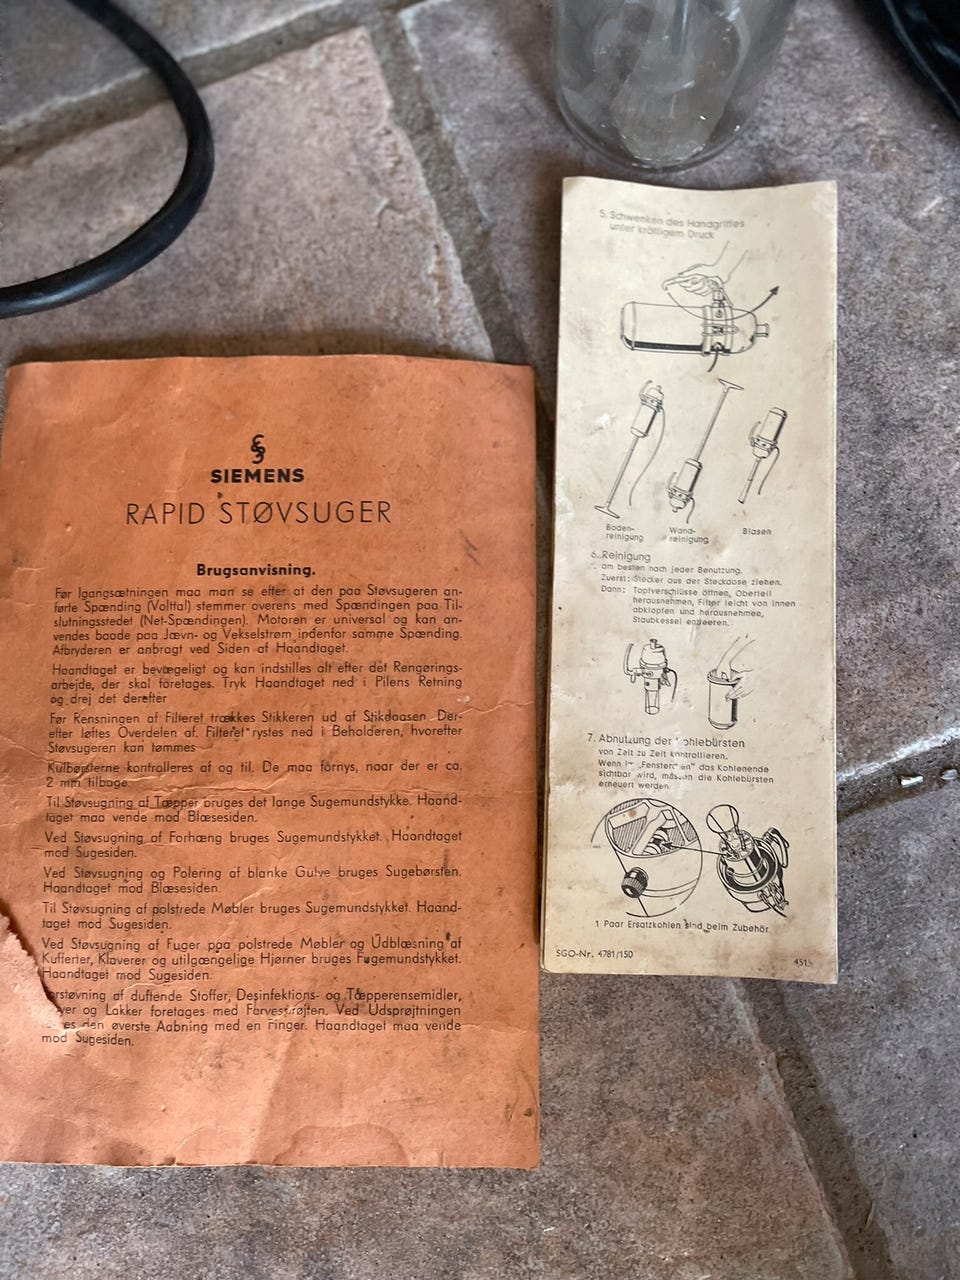 SIEMENS
RAPID STØVSUGER
Brugsanvisning.
Før Igangsætningen maa man se efter at den paa Støvsugeren an-
førte Spænding (Volttal) stemmer overens med Spændingen paa Til-
slutningsstedet (Net-Spændingen). Motoren er universal og kan an-
vendes baade paa Jævn- og Vekselstrøm indenfor samme Spænding.
Afbryderen er anbragt ved Siden af Haandtaget.
Haandtaget er bevægeligt og kan indstilles alt efter det Rengørings-
arbejde, der skal foretages. Tryk Haandtaget ned i Pilens Retning
og drej det derefter
Før Rensningen af Filteret trækkes Stikkeren ud af Stikdaasen. Der-
efter løftes Overdelen af. Filteret rystes ned i Beholderen, hvorefter
Støvsugeren kan tømmes
Kulbørsterne kontrolleres af og til. De maa fornys, naar der er ca.
2 mm tilbage.
Til Støvsugning af Tæpper bruges det lange Sugemundstykke. Haand-
taget maa vende mod Blæsesiden.
Ved Støvsugning af Forhæng bruges Sugemundstykket. Haandtaget
mod Sugesiden.
Ved Støvsugning og Polering af blanke Gulve bruges Sugebørsten.
Haandtaget mod Blæsesiden.
Til Støvsugning af polstrede Møbler bruges Sugemundstykket. Haand-
taget mod Sugesiden.
Ved Støvsugning af Fuger paa polstrede Møbler og Udblæsning af
Kufferter, Klaverer og utilgængelige Hjørner bruges Fugemundstykket.
Haandtaget mod Sugesiden.
af duftende Stoffer, Desinfektions- og Tæpperensemidler,
og Lakker foretages med Farvesprøjten. Ved Udsprøjtningen
den øverste Aabning med en Finger. Haandtaget maa vende
mod Sugesiden.
5. Schwenken des Handgriffes
unter kräftigem Druck
Boden-
reinigung
Wand-
reinigung
Blasen
6. Reinigung
am besten nach jeder Benutzung.
Zuerst: Stecker aus der Steckdose ziehen.
Dann: Topfverschlüsse öffnen, Oberteil
herausnehmen, Filter leicht von innen
abklopfen und herausnehmen,
Staubkessel entleeren.
7. Abnutzung der Kohlebürsten
von Zeit zu Zeit kontrollieren.
Wenn im „Fensterchen" das Kohlenende
sichtbar wird, müssen die Kohlebürsten
erneuert werden
1 Paar Ersatzkohlen sind beim Zubehör
SGO-Nr. 4781/150